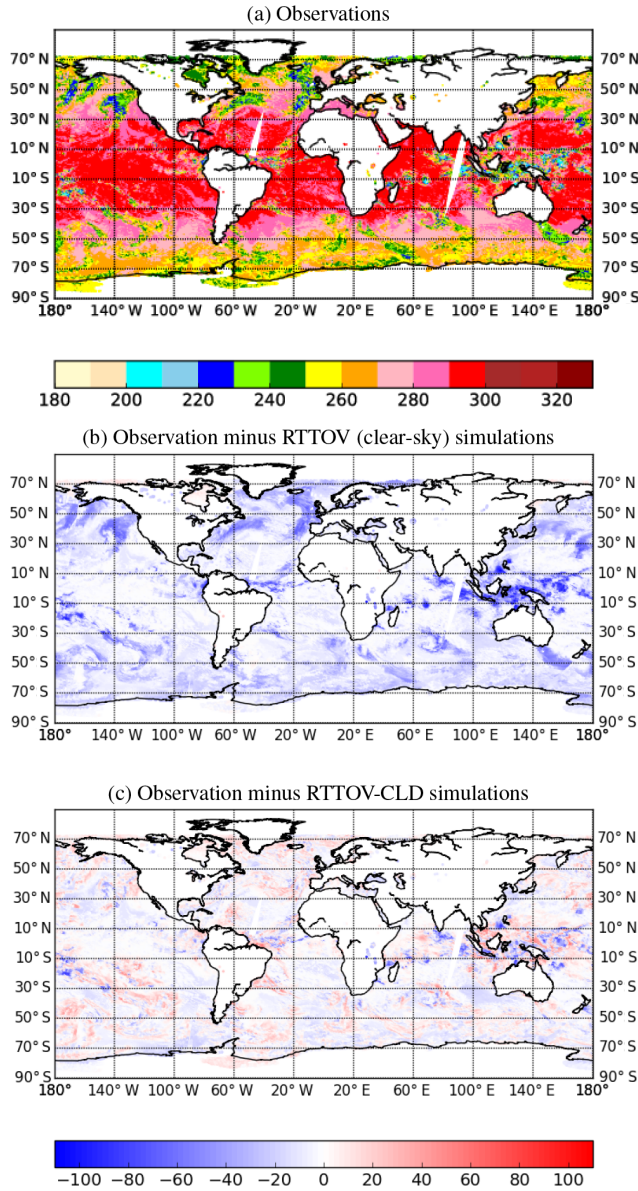 (a) Observations
70° N 70° N
50° N 50° N
30° N 30° N
10° N 10° N
10° S 10° S
30° S 30° S
50° S 50° S
70° S 70° S
90° S 90° S
180° 140° W 100° W 60° W 20° W 20° E 60° E 100° E 140° E 180°
180 200 220 240 260 280 300 320
(b) Observation minus RTTOV (clear-sky) simulations
70° N 70° N
50° N 50° N
30° N 30° N
10° N 10° N
10° S 10° S
30° S 30° S
50° S 50° S
70° S 70° S
90° S 90° S
180° 140° W 100° W 60° W 20° W 20° E 60° E 100° E 140° E 180°
(c) Observation minus RTTOV-CLD simulations
70° N 70° N
50° N 50° N
30° N 30° N
10° N 10° N
10° S 10° S
30° S 30° S
50° S 50° S
70° S 70° S
90° S 90° S
180° 140° W 100° W 60° W 20° W 20° E 60° E 100° E 140° E 180°
−100 −80 −60 −40 −20 0 20 40 60 80 100